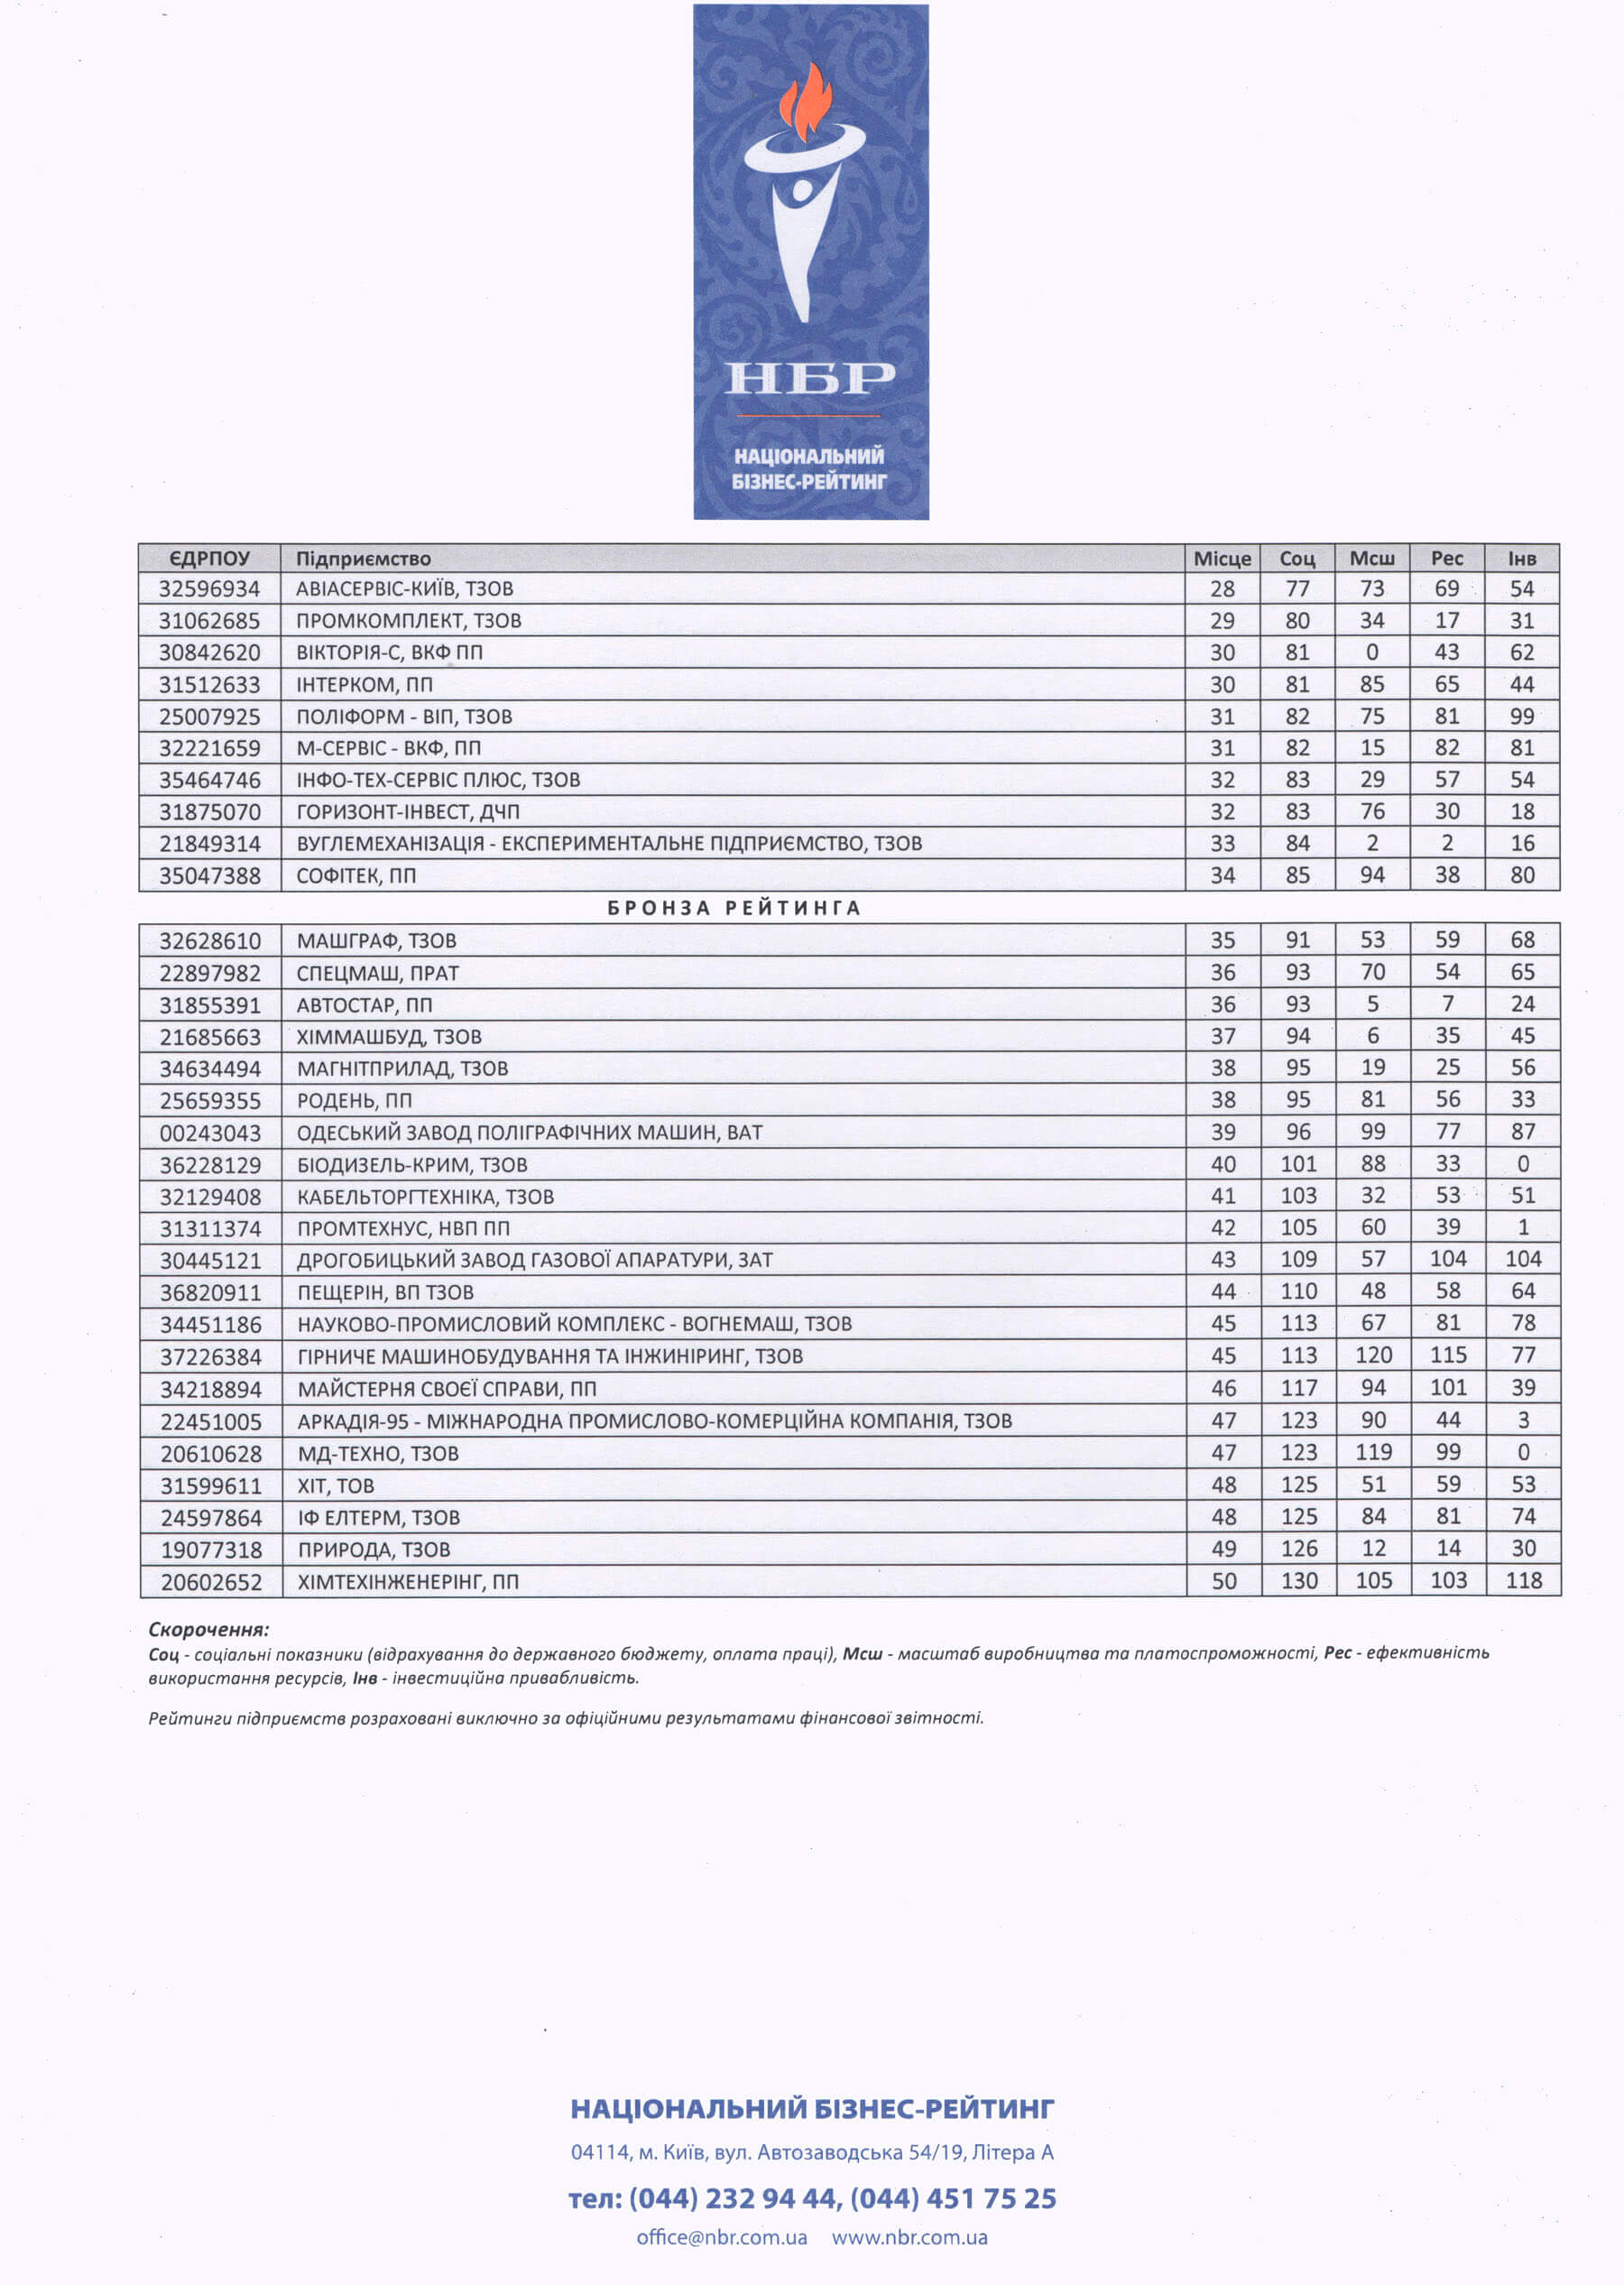 НБР
НАЦІОНАЛЬНИЙ
БІЗНЕС-РЕЙТИНГ
ЄДРПОУ Підприємство Місце Соц Мсш Рес Інв
32596934 АВІАСЕРВІС-КИЇВ, ТЗОВ 28 77 73 69 54
31062685 ПРОМКОМПЛЕКТ, ТЗОВ 29 80 34 17 31
30842620 ВІКТОРІЯ-С, ВКФ ПП 30 81 0 43 62
31512633 ІНТЕРКОМ, ПП 30 81 85 65 44
25007925 ПОЛІФОРМ - ВІП, ТЗОВ 31 82 75 81 99
32221659 М-СЕРВІС - ВКФ, ПП 31 82 15 82 81
35464746 ІНФО-ТЕХ-СЕРВІС ПЛЮС, ТЗОВ 32 83 29 57 54
31875070 ГОРИЗОНТ-ІНВЕСТ, ДЧП 32 83 76 30 18
21849314 ВУГЛЕМЕХАНІЗАЦІЯ - ЕКСПЕРИМЕНТАЛЬНЕ ПІДПРИЄМСТВО, ТЗОВ 33 84 2 2 16
35047388 СОФІТЕК, ПП 34 85 94 38 80
БРОНЗА РЕЙТИНГА
32628610 МАШГРАФ, ТЗОВ 35 91 53 59 68
22897982 СПЕЦМАШ, ПРАТ 36 93 70 54 65
31855391 АВТОСТАР, ПП 36 93 5 7 24
21685663 ХІММАШБУД, ТЗОВ 37 94 6 35 45
34634494 МАГНІТПРИЛАД, ТЗОВ 38 95 19 25 56
25659355 РОДЕНЬ, ПП 38 95 81 56 33
00243043 ОДЕСЬКИЙ ЗАВОД ПОЛІГРАФІЧНИХ МАШИН, ВАТ 39 96 99 77 87
36228129 БІОДИЗЕЛЬ-КРИМ, ТЗОВ 40 101 88 33 0
32129408 КАБЕЛЬТОРГТЕХНІКА, ТЗОВ 41 103 32 53 51
31311374 ПРОМТЕХНУС, НВП ПП 42 105 60 39 1
30445121 ДРОГОБИЦЬКИЙ ЗАВОД ГАЗОВОЇ АПАРАТУРИ, ЗАТ 43 109 57 104 104
36820911 ПЕЩЕРІН, ВП ТЗОВ 44 110 48 58 64
34451186 НАУКОВО-ПРОМИСЛОВИЙ КОМПЛЕКС - ВОГНЕМАШ, ТЗОВ 45 113 67 81 78
37226384 ГІРНИЧЕ МАШИНОБУДУВАННЯ ТА ІНЖИНІРИНГ, ТЗОВ 45 113 120 115 77
34218894 МАЙСТЕРНЯ СВОЄЇ СПРАВИ, ПП 46 117 94 101 39
22451005 АРКАДІЯ-95 - МІЖНАРОДНА ПРОМИСЛОВО-КОМЕРЦІЙНА КОМПАНІЯ, ТЗОВ 47 123 90 44 3
20610628 МД-ТЕХНО, ТЗОВ 47 123 119 99 0
31599611 ХІТ, ТОВ 48 125 51 59 53
24597864 ІФ ЕЛТЕРМ, ТЗОВ 48 125 84 81 74
19077318 ПРИРОДА, ТЗОВ 49 126 12 14 30
20602652 ХІМТЕХІНЖЕНЕРІНГ, ПП 50 130 105 103 118
Скорочення:
Соц - соціальні показники (відрахування до державного бюджету, оплата праці), Мсш - масштаб виробництва та платоспроможності, Рес - ефективність
використання ресурсів, Інв - інвестиційна привабливість.
Рейтинги підприємств розраховані виключно за офіційними результатами фінансової звітності.
НАЦІОНАЛЬНИЙ БІЗНЕС-РЕЙТИНГ
04114, м. Київ, вул. Автозаводська 54/19, Літера А
тел: (044) 232 94 44, (044) 451 75 25
office@nbr.com.ua www.nbr.com.ua